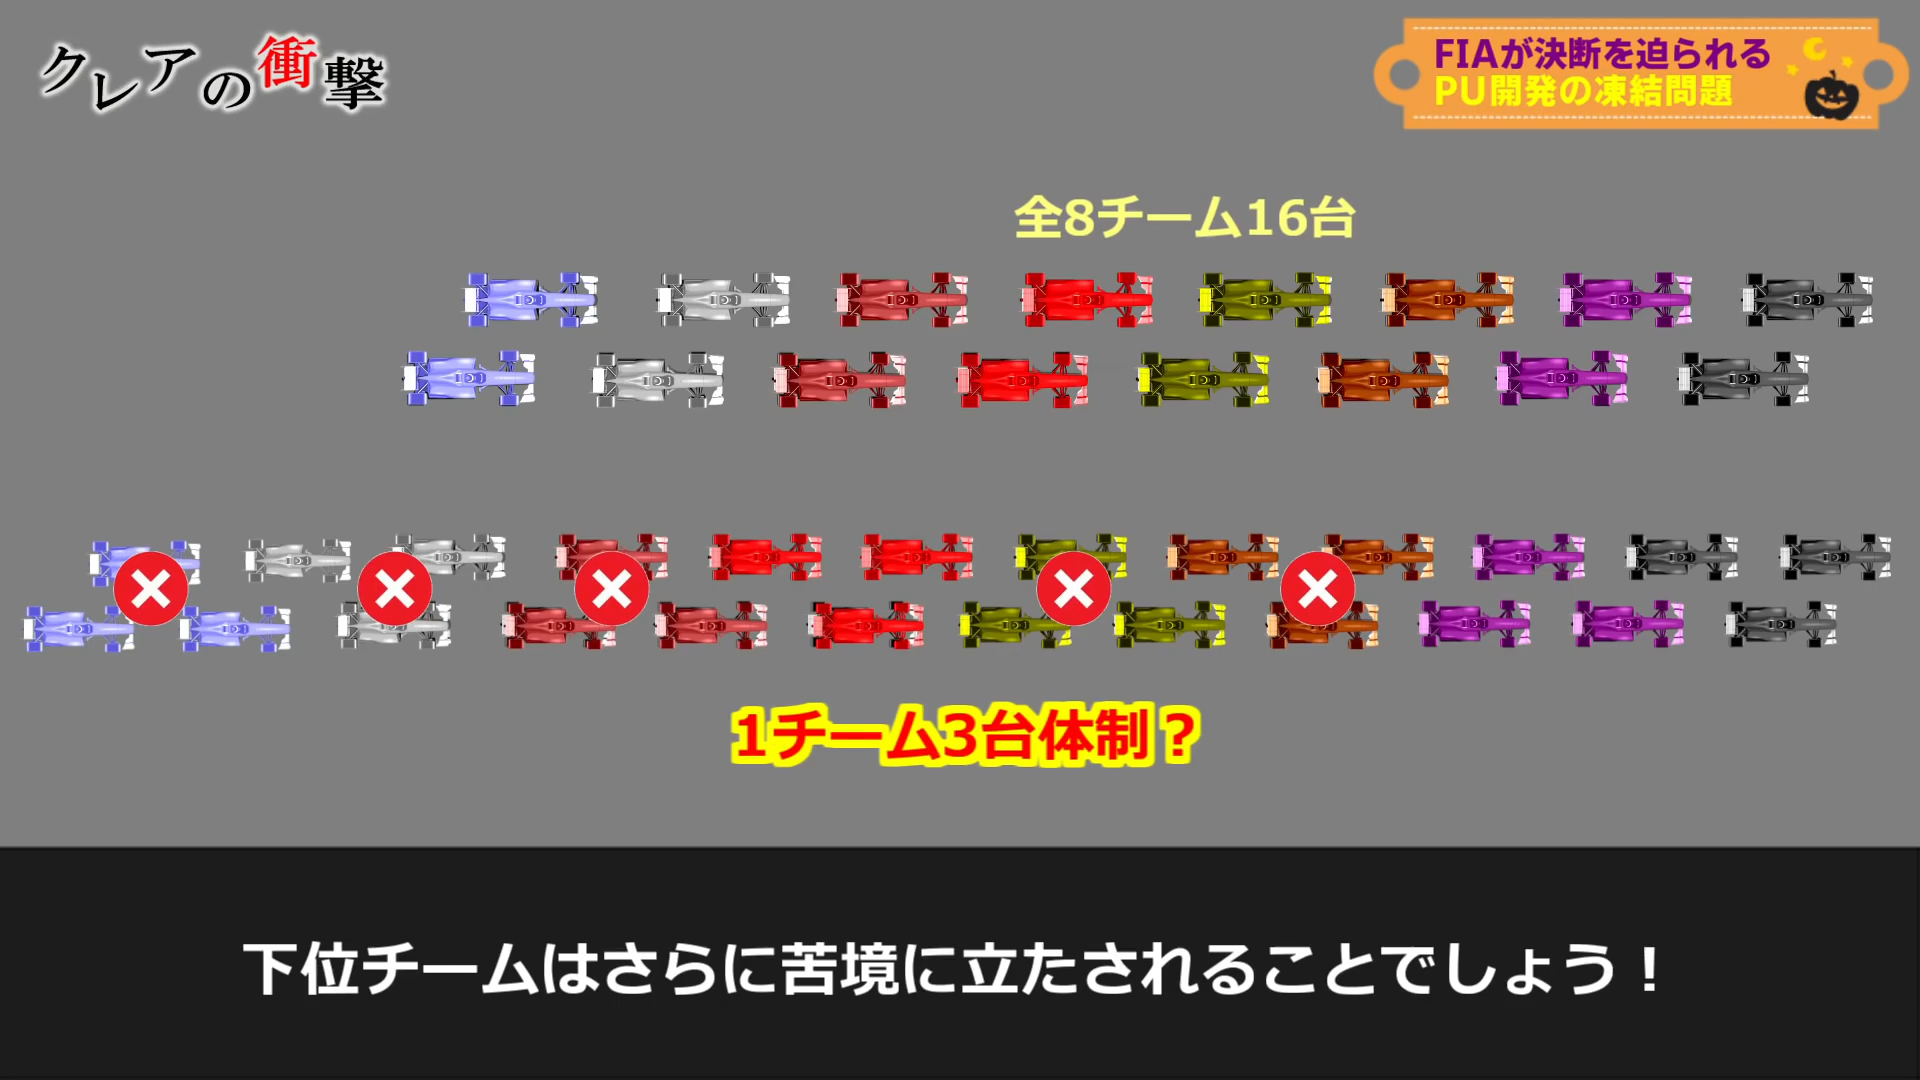 クレアの衝撃
FIAが決断を迫られる
PU開発の凍結問題
全8チーム16台
1チーム3台体制？
下位チームはさらに苦境に立たされることでしょう！